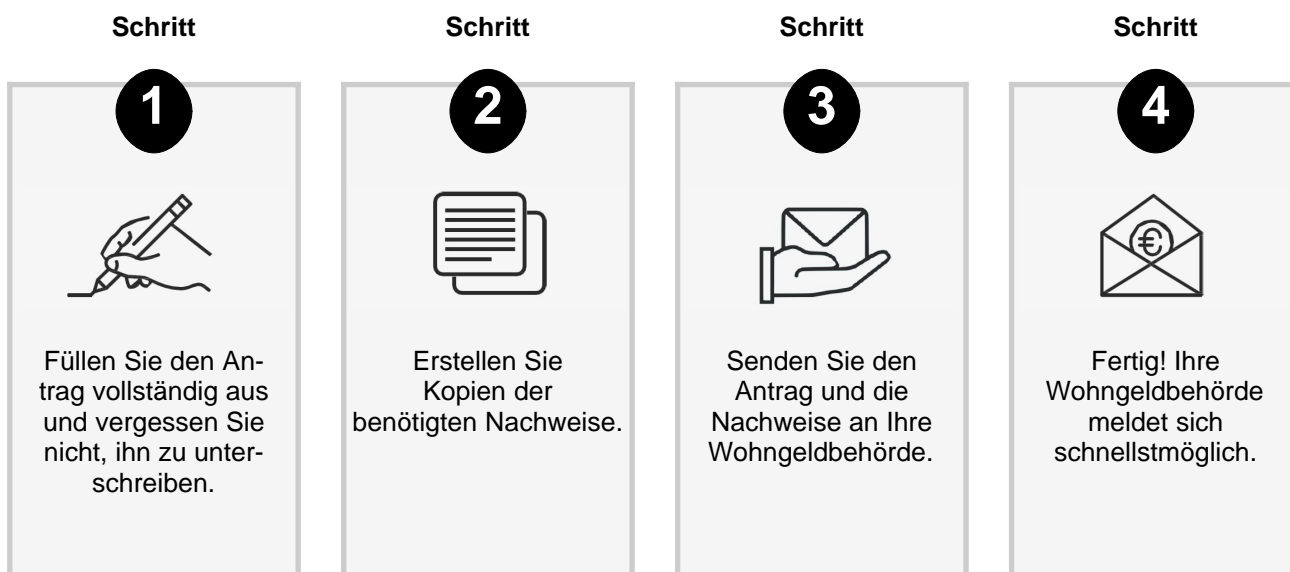 Schritt
1
Füllen Sie den An-
trag vollständig aus
und vergessen Sie
nicht, ihn zu unter-
schreiben.
Schritt
2
Erstellen Sie
Kopien der
benötigten Nachweise.
Schritt
3
Senden Sie den
Antrag und die
Nachweise an Ihre
Wohngeldbehörde.
Schritt
4
€
Fertig! Ihre
Wohngeldbehörde
meldet sich
schnellstmöglich.